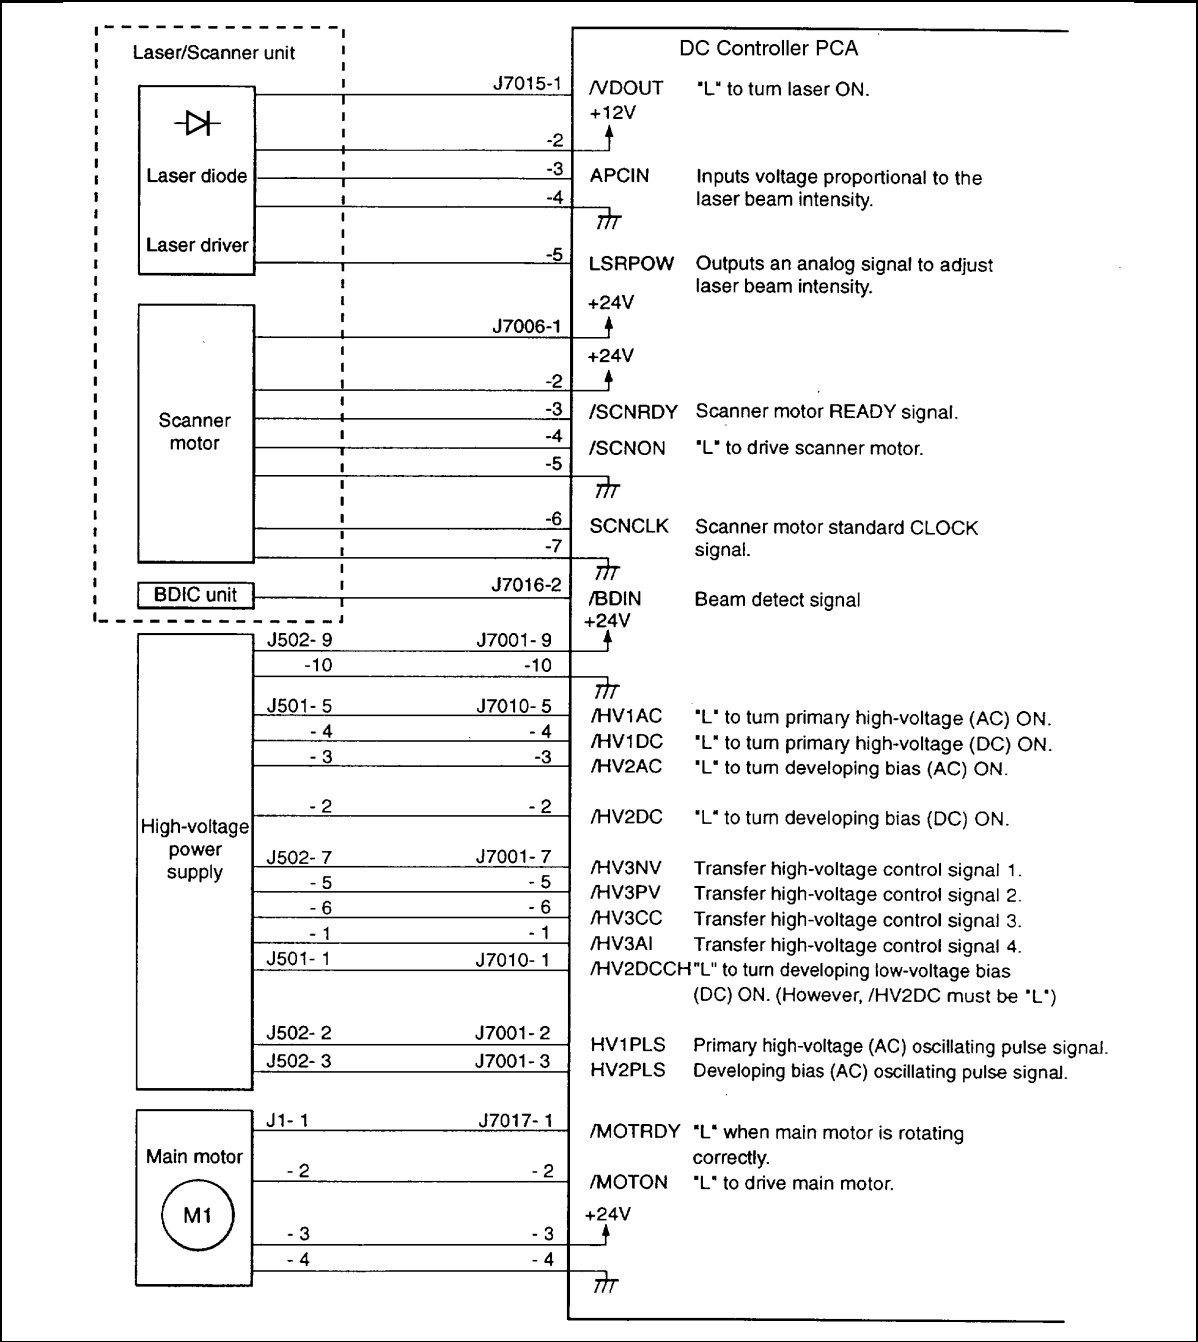 Laser/Scanner unit
DC Controller PCA
J7015-1 /VDOUT "L" to turn laser ON.
+12V
-2
Laser diode -3 APCIN Inputs voltage proportional to the
laser beam intensity.
-4
Laser driver
-5 LSRPOW Outputs an analog signal to adjust
laser beam intensity.
+24V
J7006-1
+24V
-2
Scanner
motor
-3 /SCNRDY Scanner motor READY signal.
-4 /SCNON "L" to drive scanner motor.
-5
-6 SCNCLK Scanner motor standard CLOCK
signal.
-7
BDIC unit J7016-2 /BDIN Beam detect signal
+24V
J502- 9 J7001- 9
-10 -10
J501- 5 J7010- 5 /HV1AC "L" to turn primary high-voltage (AC) ON.
- 4 - 4 /HV1DC "L" to turn primary high-voltage (DC) ON.
- 3 -3 /HV2AC "L" to turn developing bias (AC) ON.
- 2 - 2 /HV2DC "L" to turn developing bias (DC) ON.
High-voltage
power
supply
J502- 7 J7001- 7 /HV3NV Transfer high-voltage control signal 1.
- 5 - 5 /HV3PV Transfer high-voltage control signal 2.
- 6 - 6 /HV3CC Transfer high-voltage control signal 3.
- 1 - 1 /HV3AI Transfer high-voltage control signal 4.
J501- 1 J7010- 1 /HV2DCCH "L" to turn developing low-voltage bias
(DC) ON. (However, /HV2DC must be "L")
J502- 2 J7001- 2 HV1PLS Primary high-voltage (AC) oscillating pulse signal.
J502- 3 J7001- 3 HV2PLS Developing bias (AC) oscillating pulse signal.
J1- 1 J7017- 1 /MOTRDY "L" when main motor is rotating
correctly.
Main motor
- 2 - 2 /MOTON "L" to drive main motor.
M1
+24V
- 3 - 3
- 4 - 4